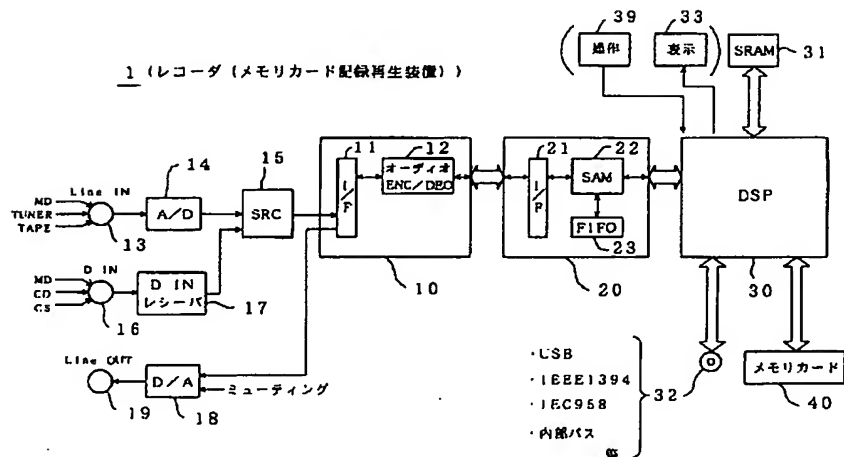 39
33
操作
表示
SRAM
31
1 (レコーダ (メモリカード記録再生装置))
11
12
I/F
オーディオ
ENC/DEC
10
21
22
I/F
SAM
FIFO
23
20
DSP
30
14
15
Line IN
MD
TUNER
TAPE
13
A/D
SRC
D IN
MD
CD
CS
16
D IN
レシーバ
17
Line OUT
19
D/A
18
ミューティング
・USB
・IEEE1394
・IEC958
・内部バス
等
32
メモリカード
40